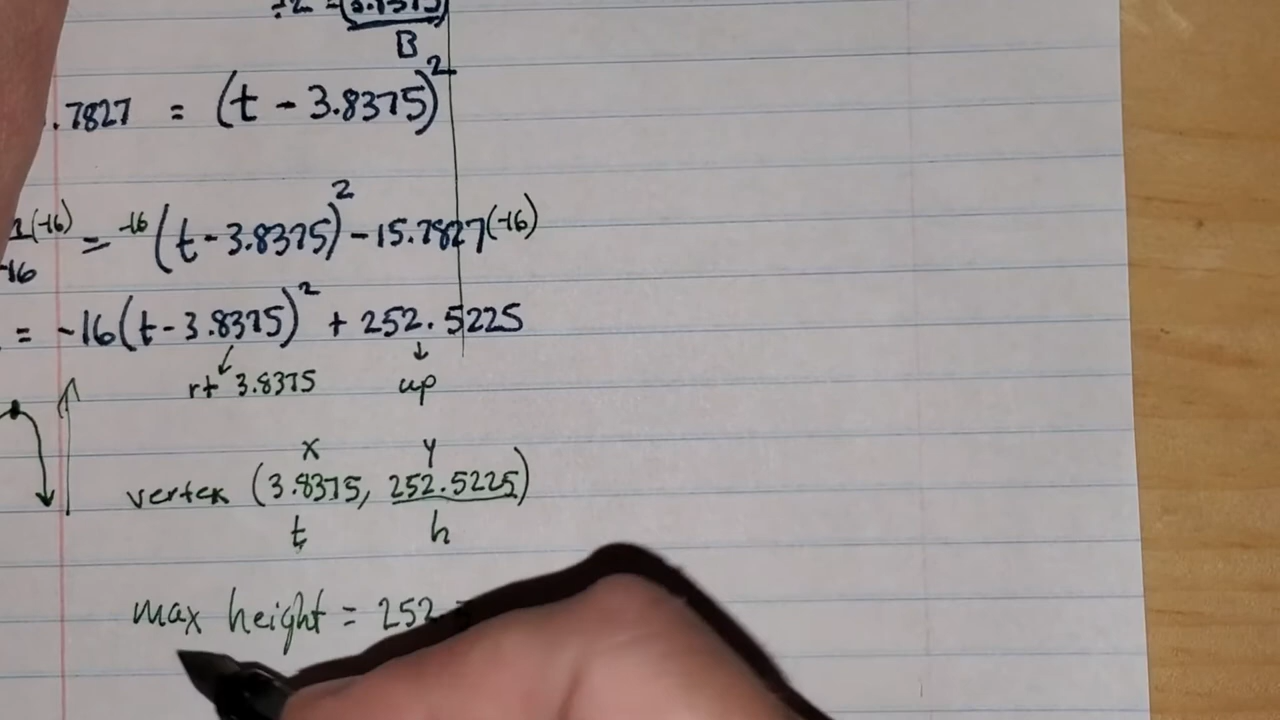 B
.7827 = (t - 3.8375)²
(-16) = -16 (t - 3.8375)² - 15.7827(-16)
-16
= -16(t - 3.8375)² + 252.5225
rt 3.8375 up
x y
vertex (3.8375, 252.5225)
t h
max height = 252.